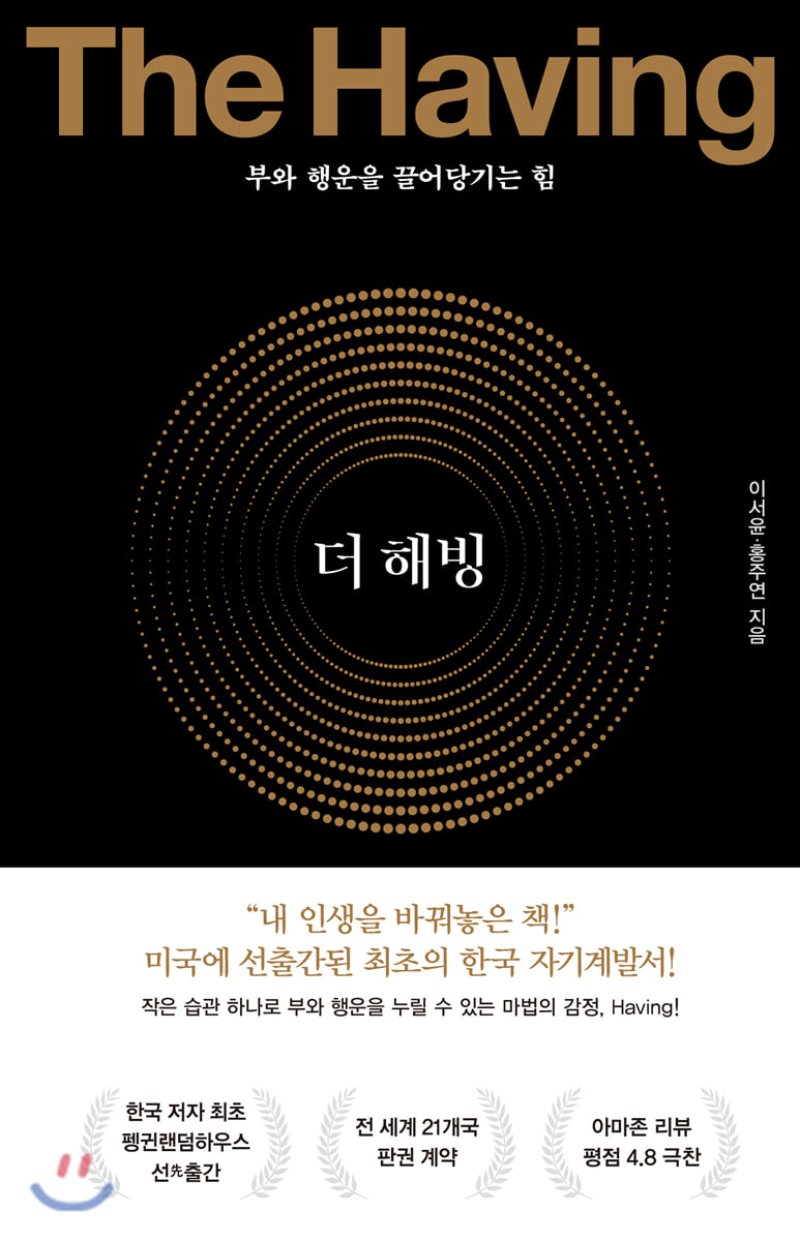 The Having
부와 행운을 끌어당기는 힘
더 해빙
이서윤·홍주연 지음
“내 인생을 바꿔놓은 책!”
미국에 선출간된 최초의 한국 자기계발서!
작은 습관 하나로 부와 행운을 누릴 수 있는 마법의 감정, Having!
한국 저자 최초
펭귄랜덤하우스
선先출간
전 세계 21개국
판권 계약
아마존 리뷰
평점 4.8 극찬